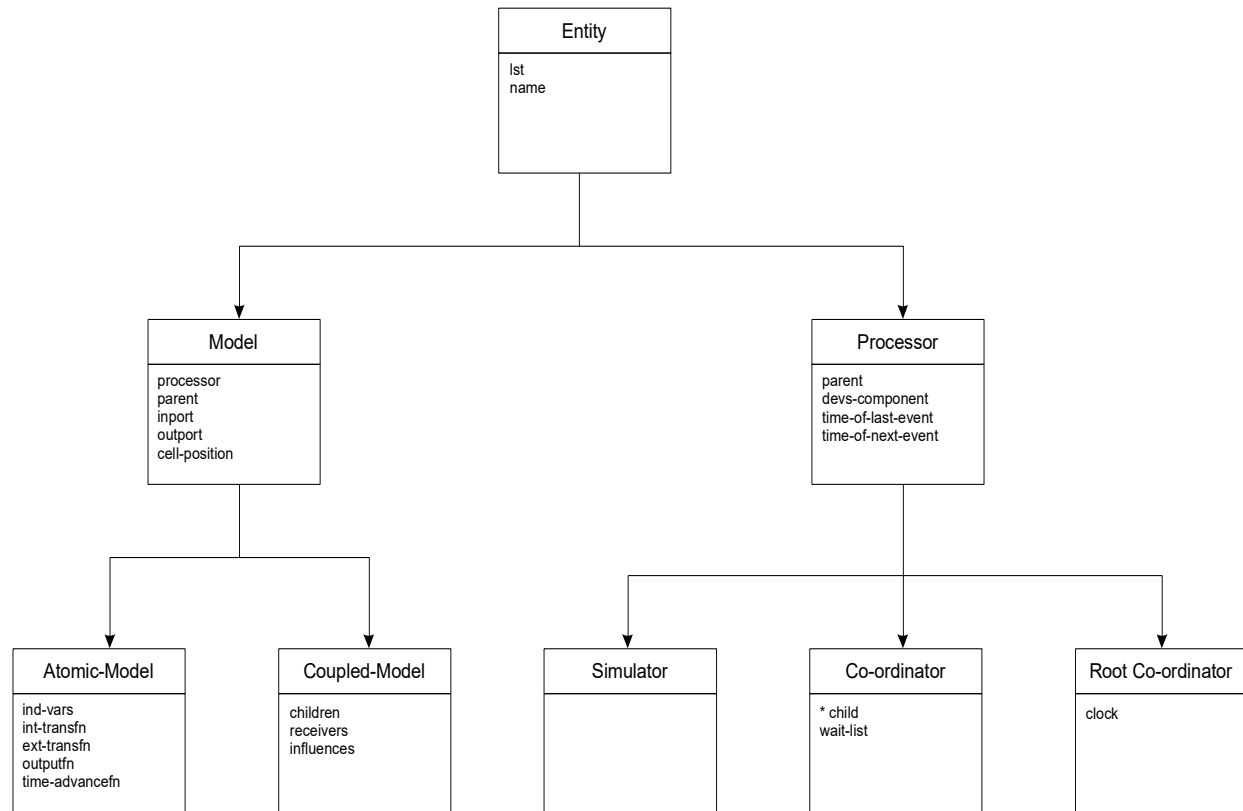 Entity
lst
name
Model
processor
parent
inport
outport
cell-position
Processor
parent
devs-component
time-of-last-event
time-of-next-event
Atomic-Model
ind-vars
int-transfn
ext-transfn
outputfn
time-advancefn
Coupled-Model
children
receivers
influences
Simulator
Co-ordinator
* child
wait-list
Root Co-ordinator
clock